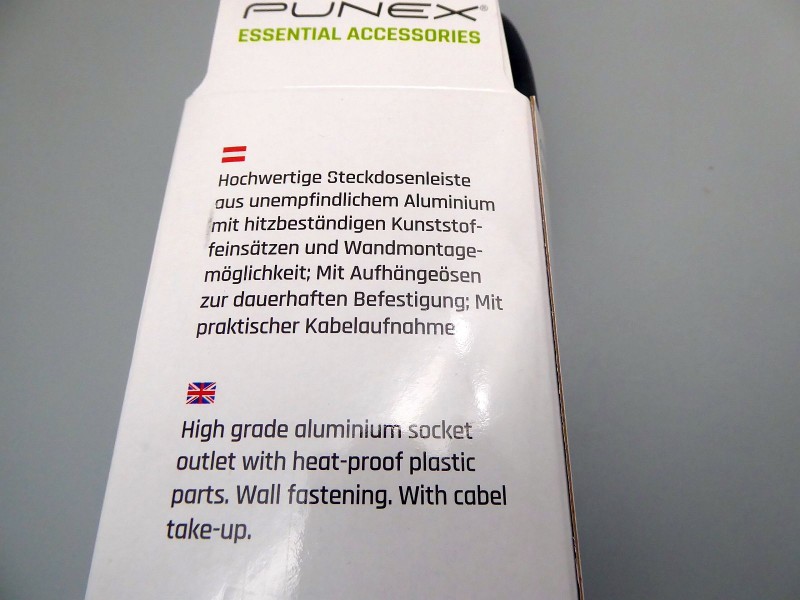 PUNEX®
ESSENTIAL ACCESSORIES
Hochwertige Steckdosenleiste
aus unempfindlichem Aluminium
mit hitzbeständigen Kunststof-
feinsätzen und Wandmontage-
möglichkeit; Mit Aufhängeösen
zur dauerhaften Befestigung; Mit
praktischer Kabelaufnahme
High grade aluminium socket
outlet with heat-proof plastic
parts. Wall fastening. With cabel
take-up.